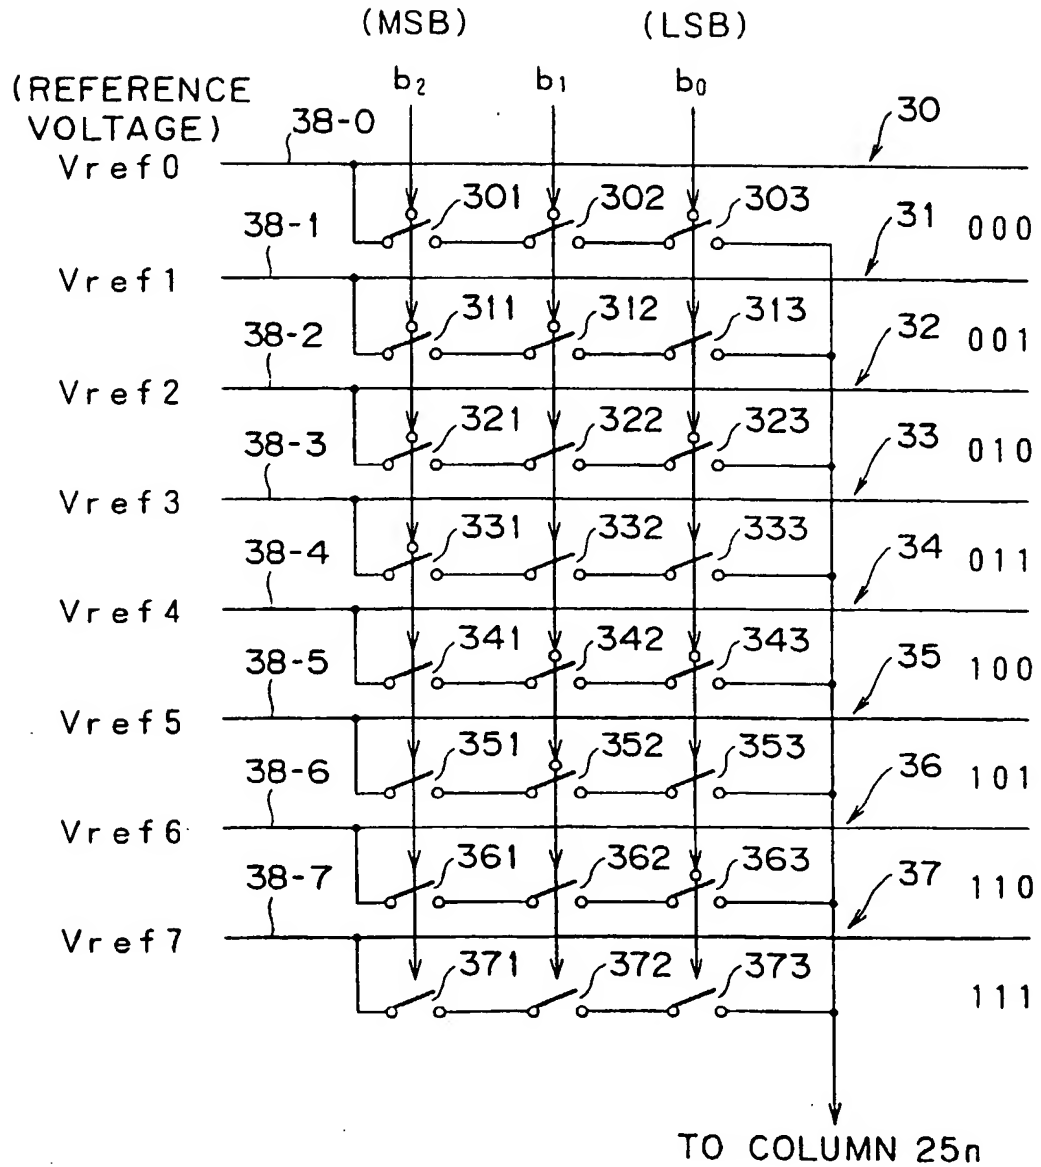 (MSB) (LSB)
b2 b1 b0
(REFERENCE
VOLTAGE)
38-0 30
Vref0
301 302 303
38-1 31 000
Vref1
311 312 313
38-2 32 001
Vref2
321 322 323
38-3 33 010
Vref3
331 332 333
38-4 34 011
Vref4
341 342 343
38-5 35 100
Vref5
351 352 353
38-6 36 101
Vref6
361 362 363
38-7 37 110
Vref7
371 372 373
111
TO COLUMN 25n